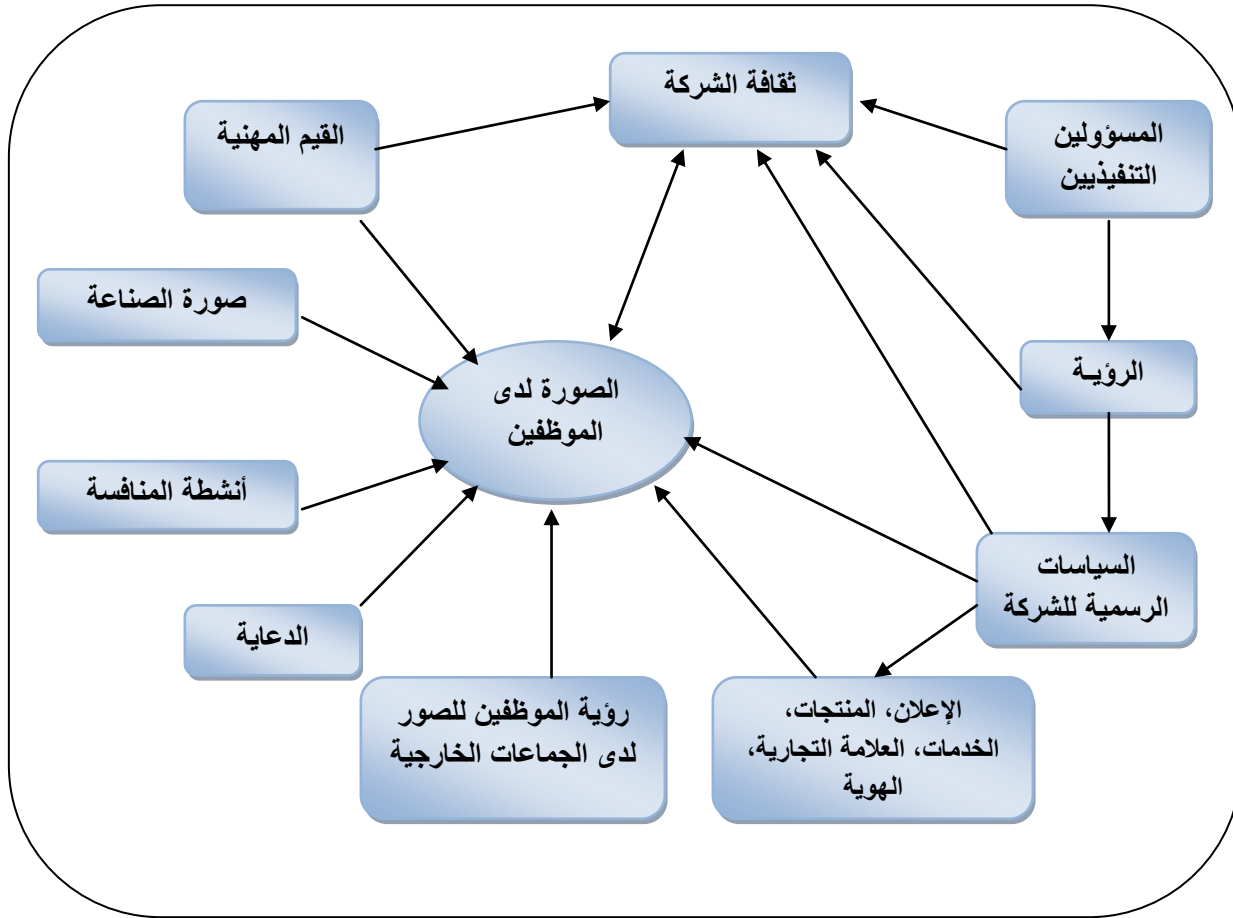 ثقافة الشركة
المسؤولين
التنفيذيين
القيم المهنية
صورة الصناعة
الرؤيـة
الصورة لدى
الموظفين
أنشطة المنافسة
السياسات
الرسمية للشركة
الدعاية
رؤية الموظفين للصور
لدى الجماعات الخارجية
الإعلان، المنتجات،
الخدمات، العلامة التجارية،
الهوية